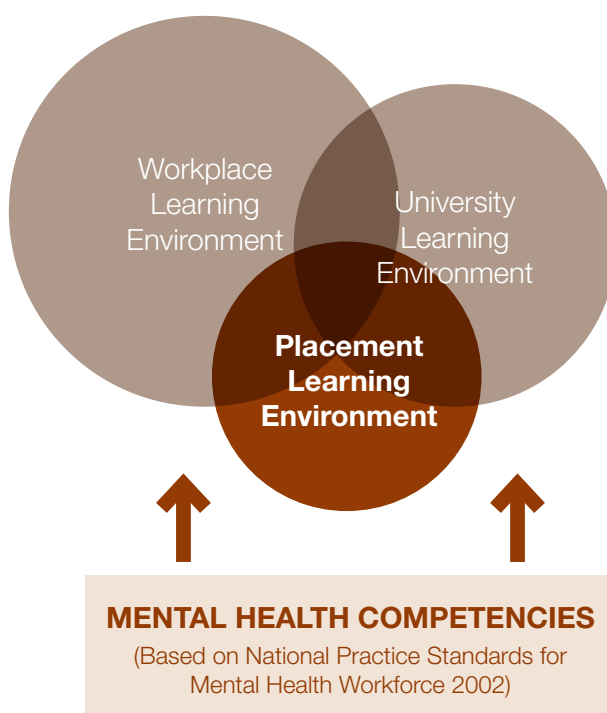 Workplace
Learning
Environment
University
Learning
Environment
Placement
Learning
Environment
MENTAL HEALTH COMPETENCIES
(Based on National Practice Standards for
Mental Health Workforce 2002)